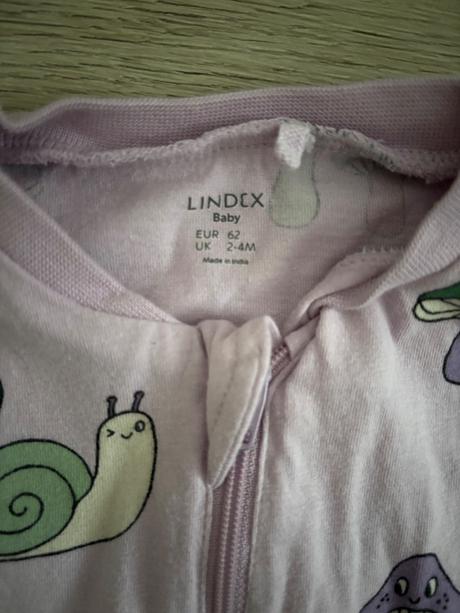 LINDEX
Baby
EUR 62
UK 2-4M
Made in India